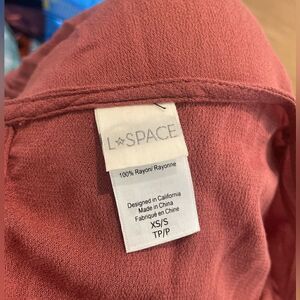 L☆SPACE
100% Rayon/ Rayonne
Designed in California
Made in China
Fabriqué en Chine
XS/S
TP/P